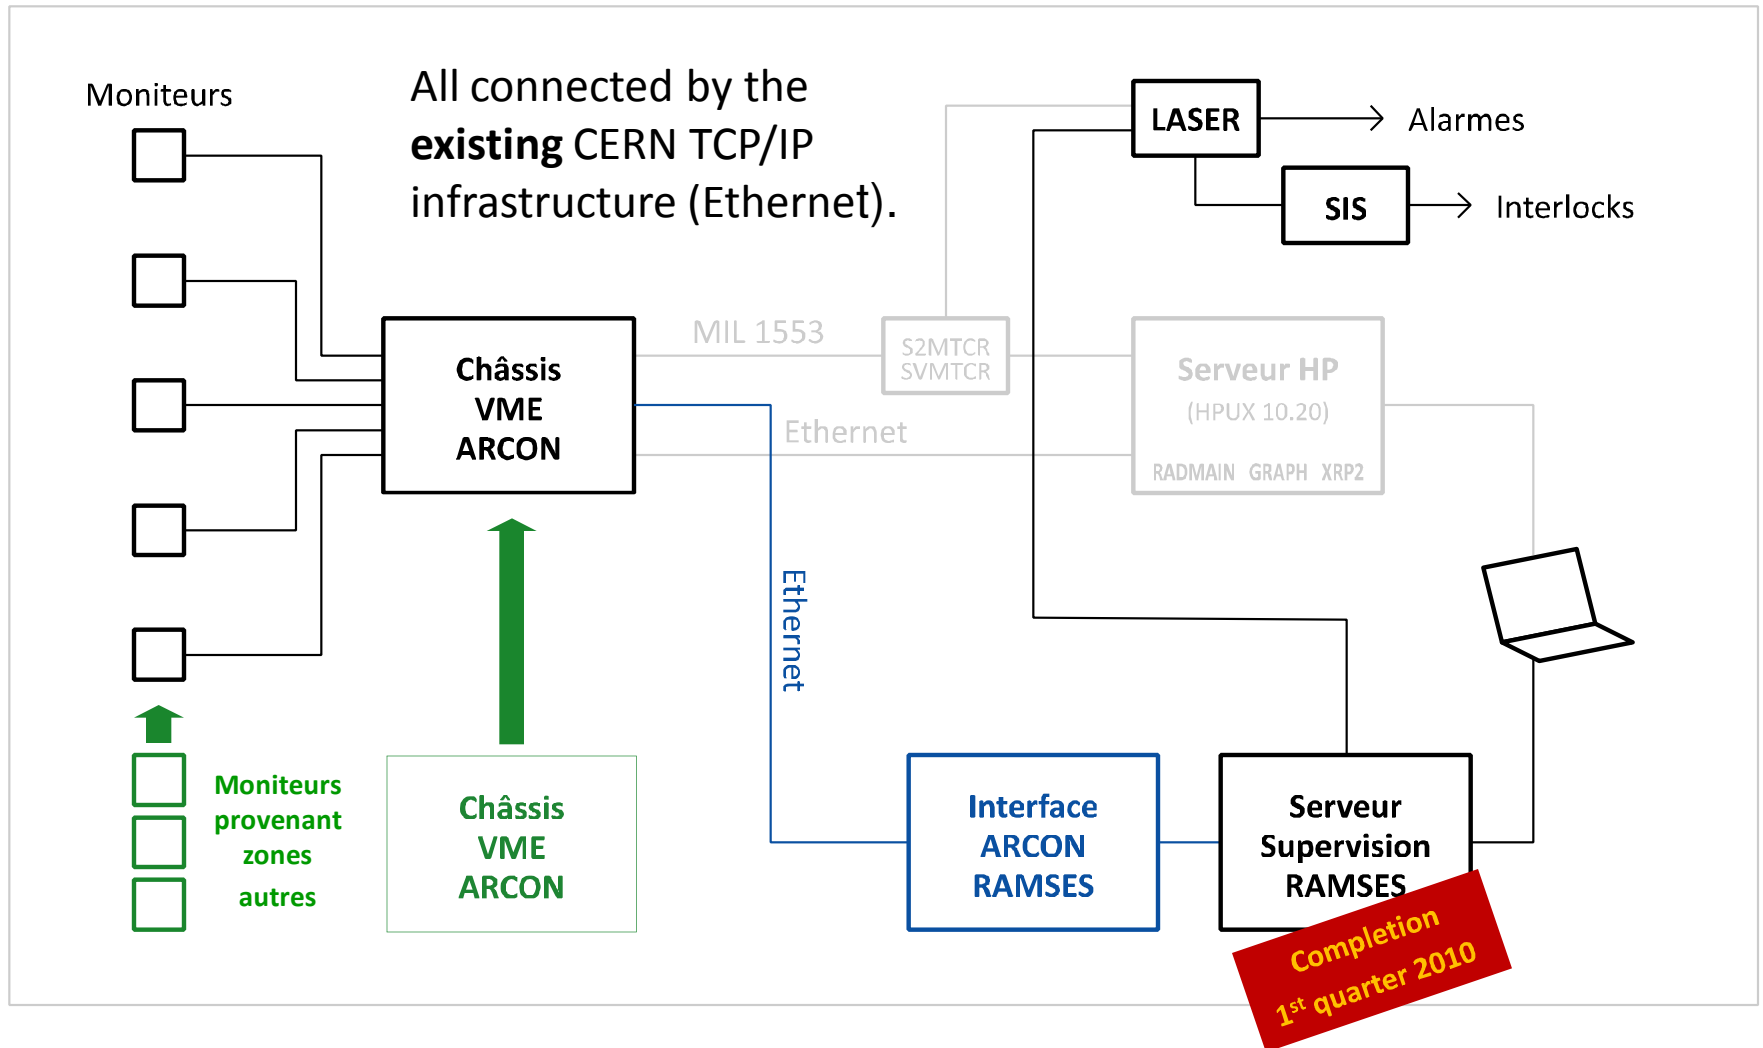 Moniteurs
All connected by the
existing CERN TCP/IP
infrastructure (Ethernet).
LASER
Alarmes
SIS
Interlocks
MIL 1553
S2MTCR
SVMTCR
Serveur HP
(HPUX 10.20)
RADMAIN GRAPH XRP2
Châssis
VME
ARCON
Ethernet
Ethernet
Moniteurs
provenant
zones
autres
Châssis
VME
ARCON
Interface
ARCON
RAMSES
Serveur
Supervision
RAMSES
Completion
1st quarter 2010